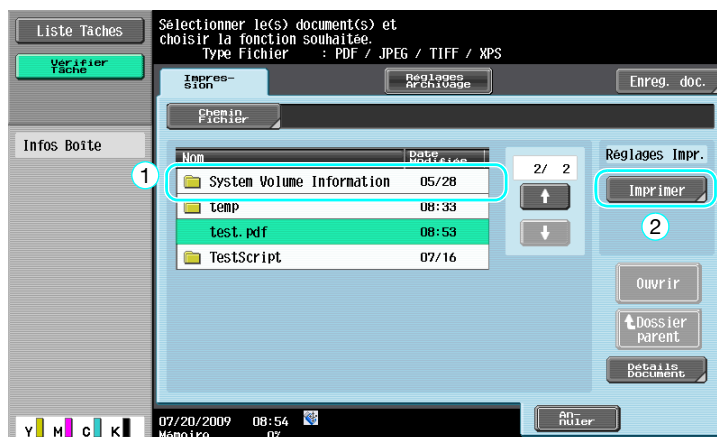 Liste Tâches
Vérifier
Tâche
Infos Boîte
Sélectionner le(s) document(s) et
choisir la fonction souhaitée.
Type Fichier : PDF / JPEG / TIFF / XPS
Impres-
sion
Réglages
Archivage
Enreg. doc.
Chemin
Fichier
Nom Date
Modifiée
1
System Volume Information 05/28
temp 08:33
test.pdf 08:53
TestScript 07/16
2/ 2
Réglages Impr.
Imprimer
2
Ouvrir
Dossier
parent
Détails
Document
An-
nuler
07/20/2009 08:54
Mémoire 0%
Y M C K